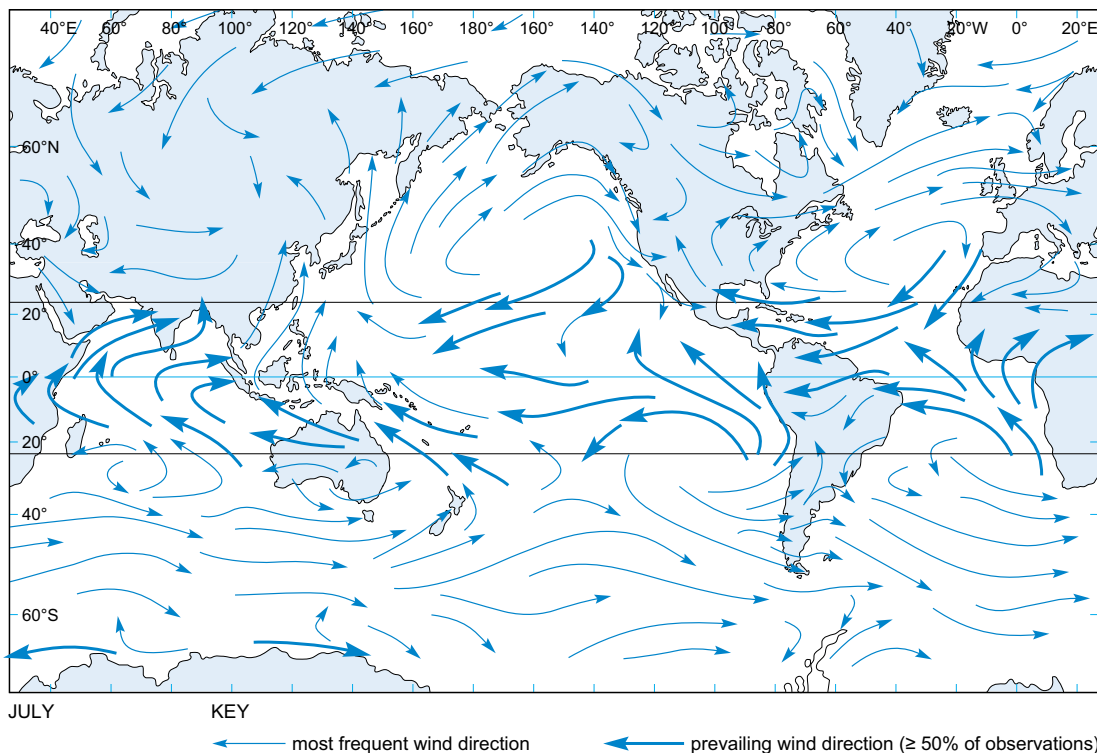 40°E 60° 80° 100° 120° 140° 160° 180° 160° 140° 120° 100° 80° 60° 40° 20°W 0° 20°E
60°N
40°
20°
0°
20°
40°
60°S
JULY KEY
most frequent wind direction prevailing wind direction (≥ 50% of observations)